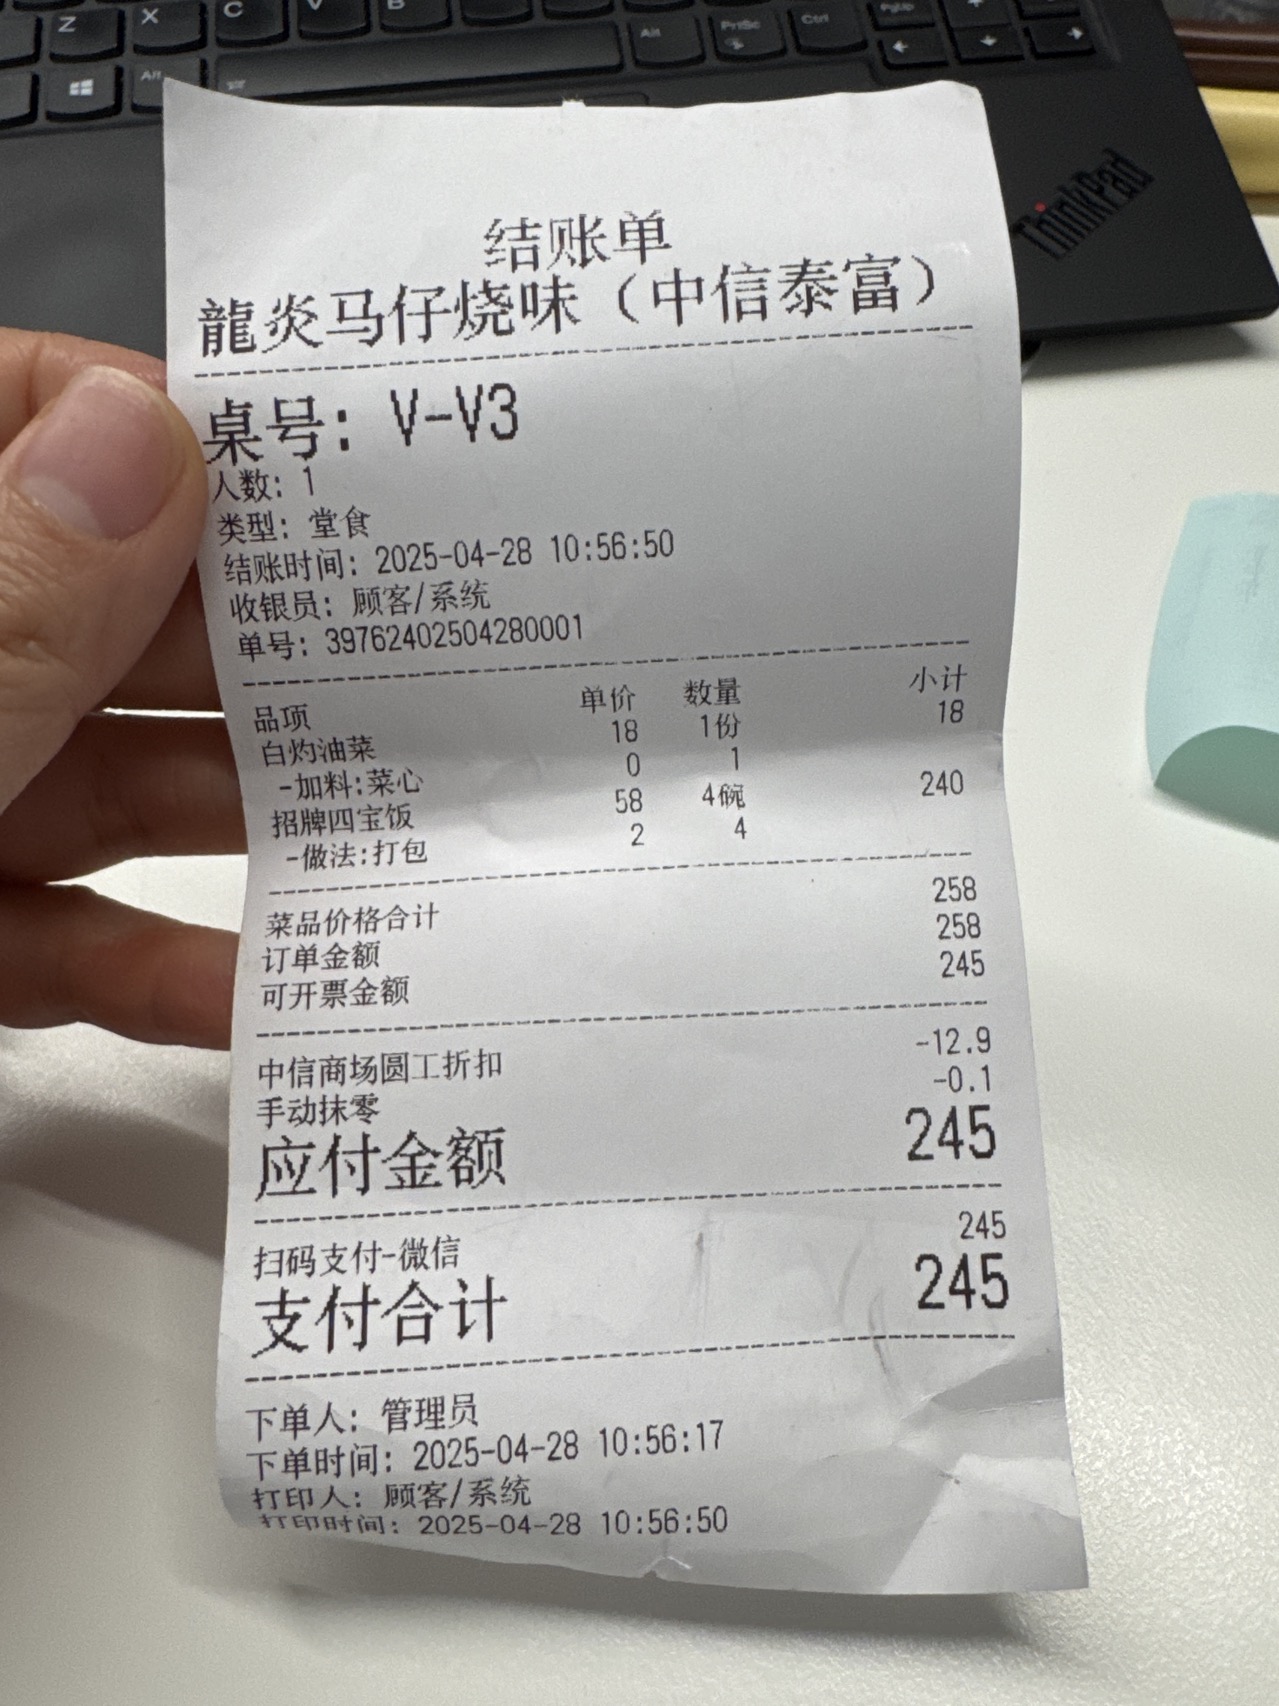 Z X C V B
Alt
Alt PrtSc Ctrl PgUp
ThinkPad
结账单
龍炎马仔烧味（中信泰富）
桌号: V-V3
人数: 1
类型: 堂食
结账时间: 2025-04-28 10:56:50
收银员: 顾客/系统
单号: 39762402504280001
品项 单价 数量 小计
白灼油菜 18 1份 18
-加料:菜心 0 1
招牌四宝饭 58 4碗 240
-做法:打包 2 4
菜品价格合计 258
订单金额 258
可开票金额 245
中信商场圆工折扣 -12.9
手动抹零 -0.1
应付金额 245
扫码支付-微信 245
支付合计 245
下单人: 管理员
下单时间: 2025-04-28 10:56:17
打印人: 顾客/系统
打印时间: 2025-04-28 10:56:50